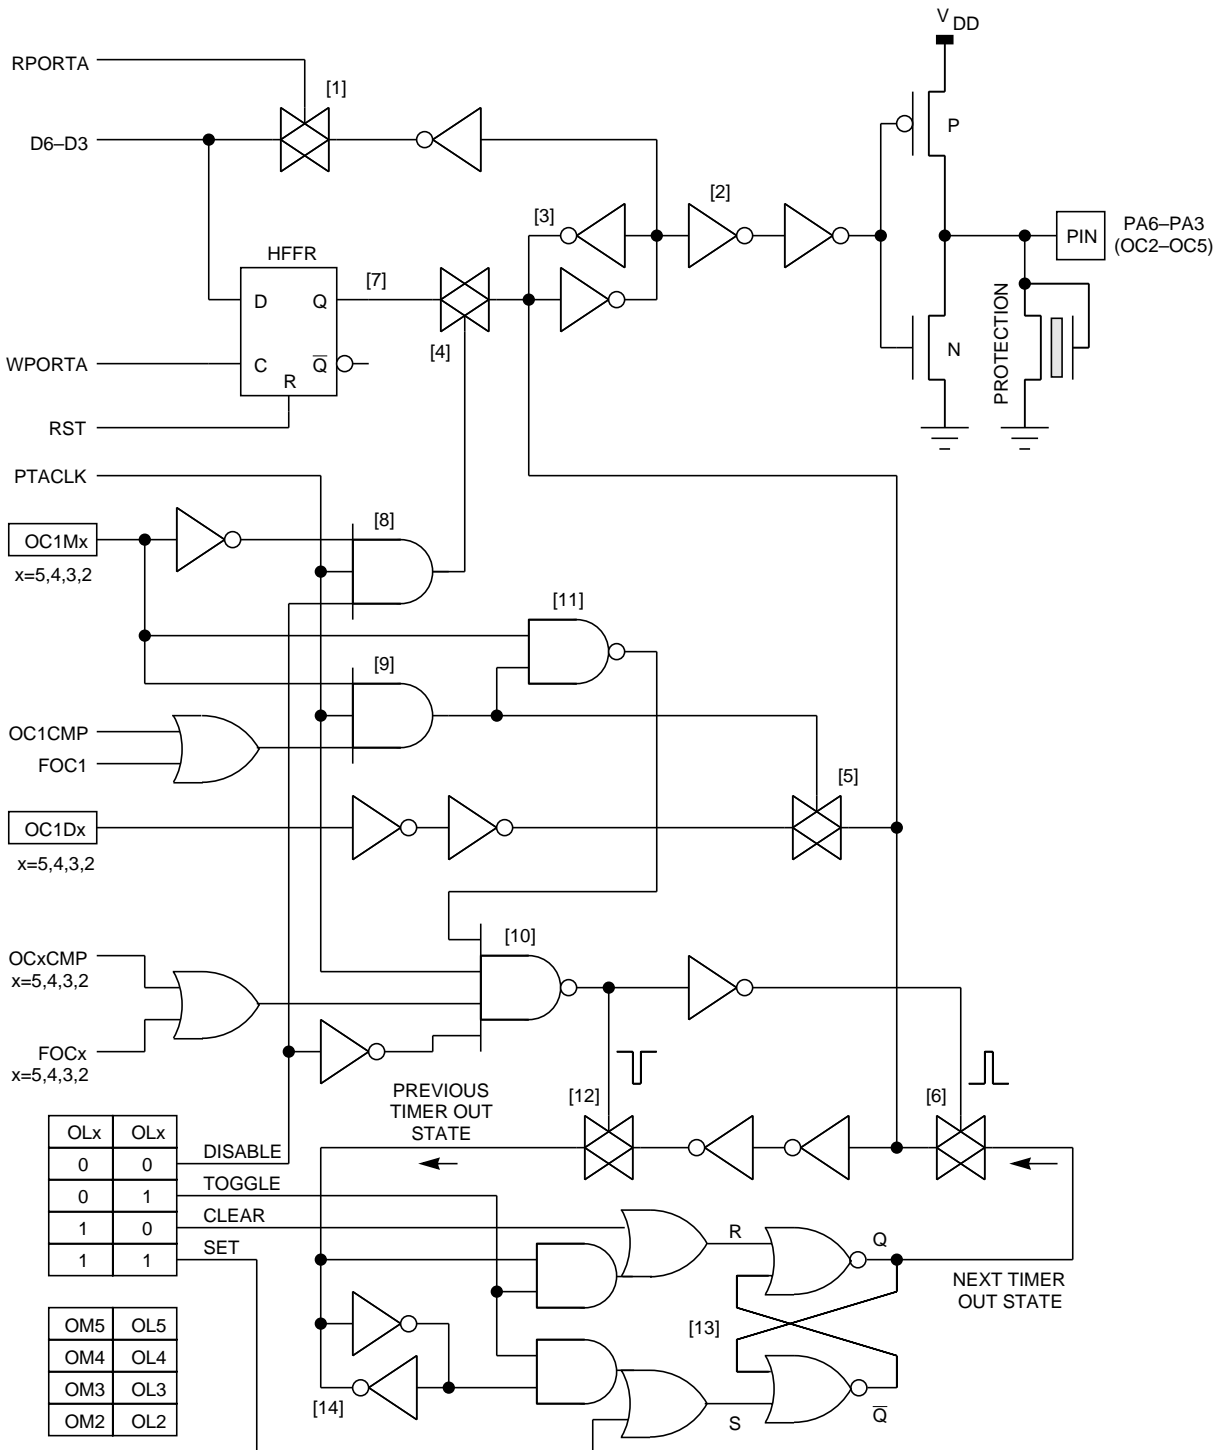 V DD
RPORTA
[1]
D6–D3
P
[2]
[3]
PIN
PA6–PA3
(OC2–OC5)
HFFR
[7]
D
Q
PROTECTION
WPORTA
C
Q
R
[4]
N
RST
PTACLK
[8]
OC1Mx
x=5,4,3,2
[11]
[9]
OC1CMP
FOC1
[5]
OC1Dx
x=5,4,3,2
[10]
OCxCMP
x=5,4,3,2
FOCx
x=5,4,3,2
PREVIOUS
TIMER OUT
STATE
[12]
[6]
OLx OLx
0 0 DISABLE
0 1 TOGGLE
1 0 CLEAR
1 1 SET
R
Q
NEXT TIMER
OUT STATE
OM5 OL5
OM4 OL4
OM3 OL3
OM2 OL2
[13]
[14]
S
Q